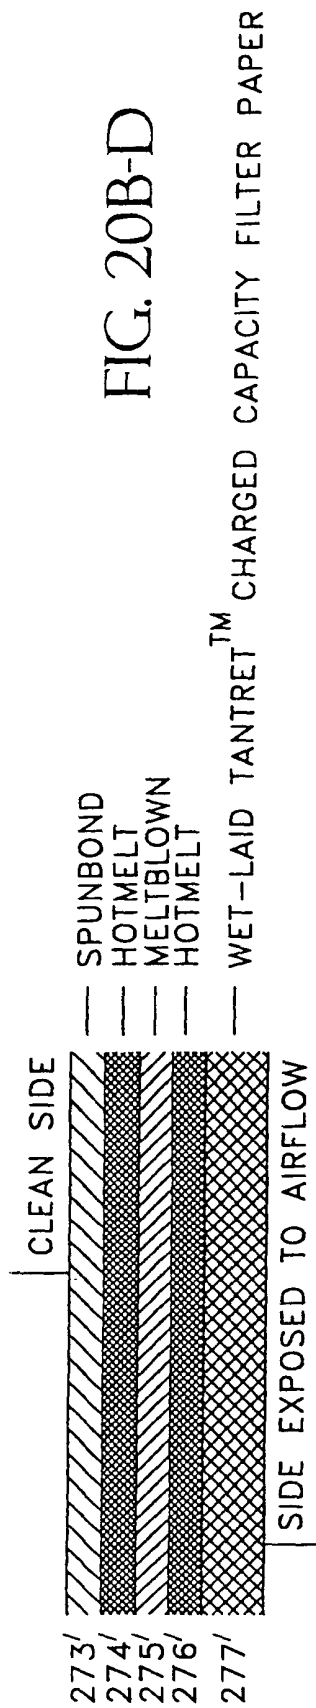 FIG. 20B-D
CLEAN SIDE
273' — SPUNBOND
274' — HOTMELT
275' — MELTBLOWN
276' — HOTMELT
277' — WET-LAID TANTRET™ CHARGED CAPACITY FILTER PAPER
SIDE EXPOSED TO AIRFLOW